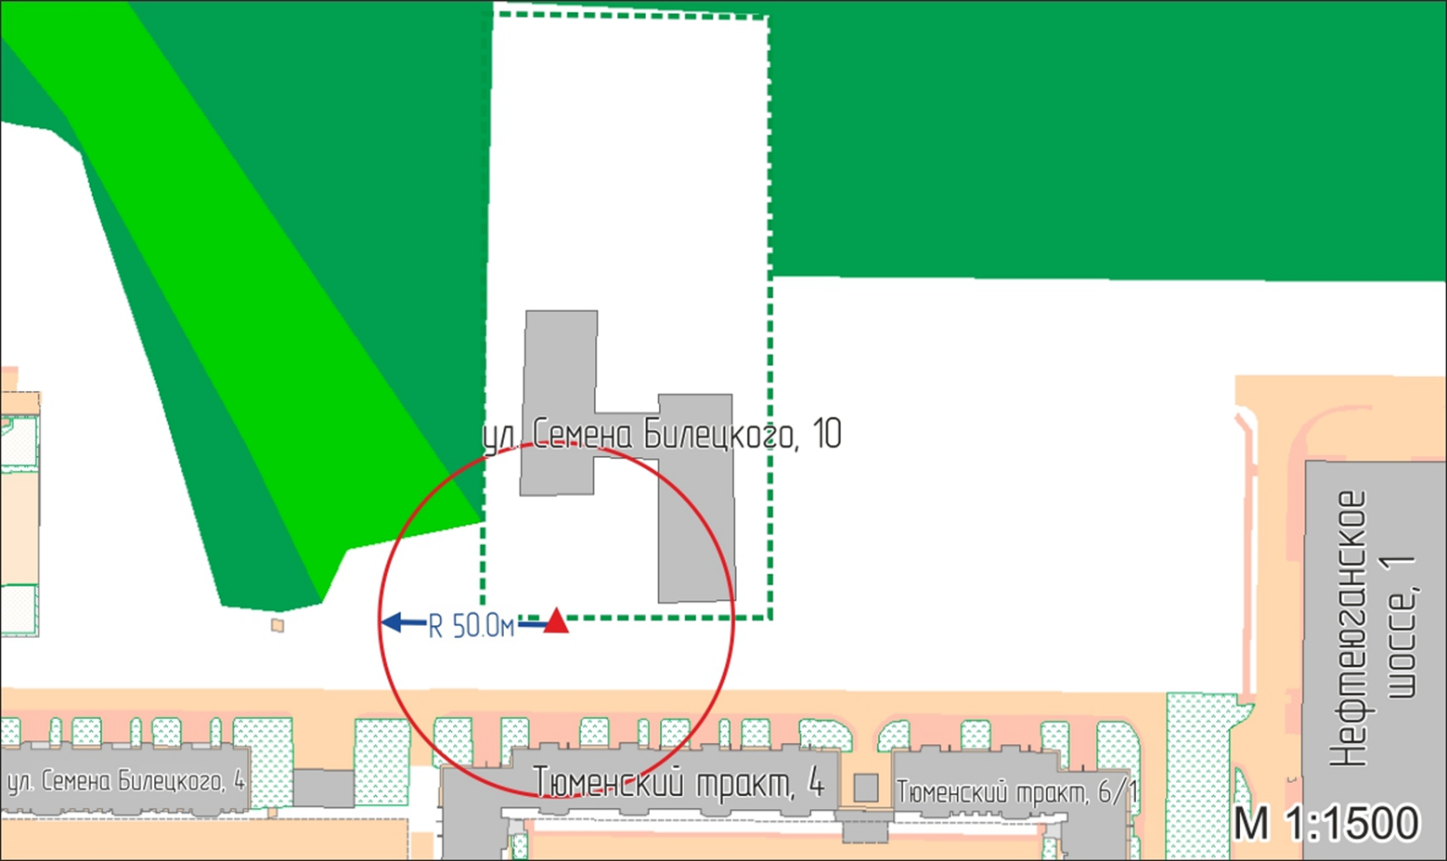 ул. Семена Билецкого, 10
R 50.0м
Нефтеюганское
шоссе, 1
ул. Семена Билецкого, 4
Тюменский тракт, 4
Тюменский тракт, 6/1
М 1:1500